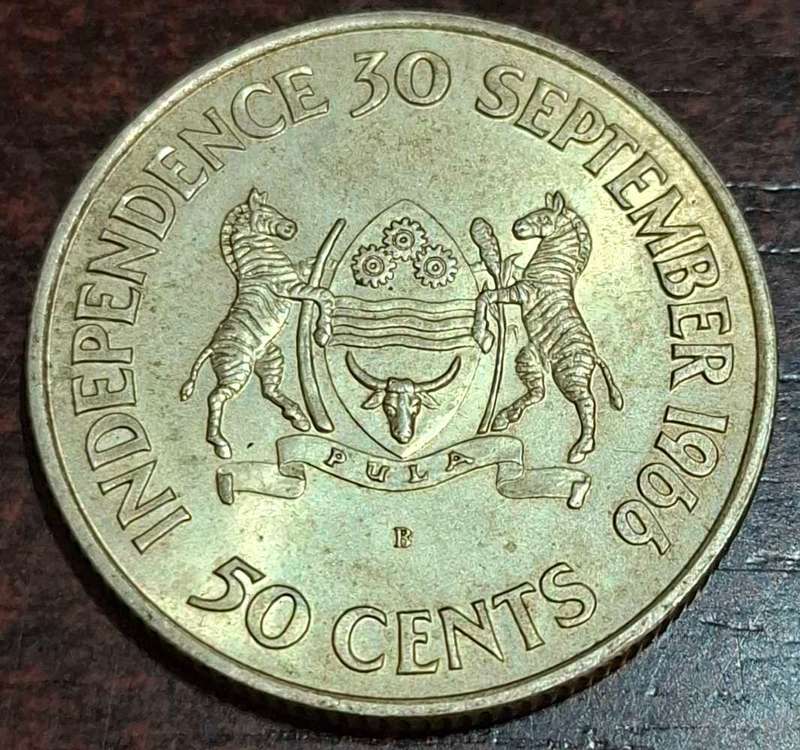 INDEPENDENCE 30 SEPTEMBER 1966
PULA
B
50 CENTS